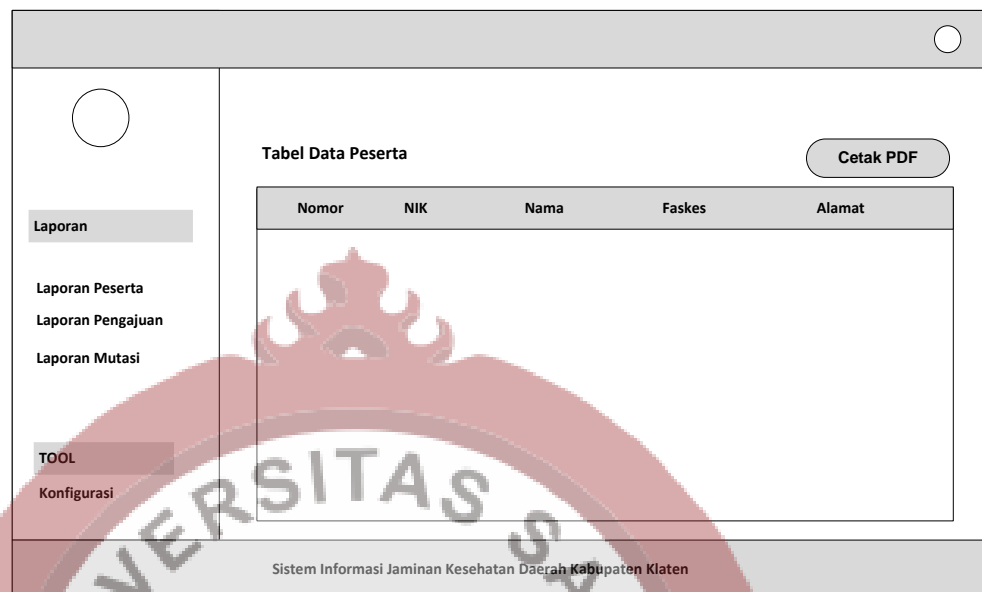 Tabel Data Peserta
Cetak PDF
Nomor NIK Nama Faskes Alamat
Laporan
Laporan Peserta
Laporan Pengajuan
Laporan Mutasi
TOOL
Konfigurasi
Sistem Informasi Jaminan Kesehatan Daerah Kabupaten Klaten